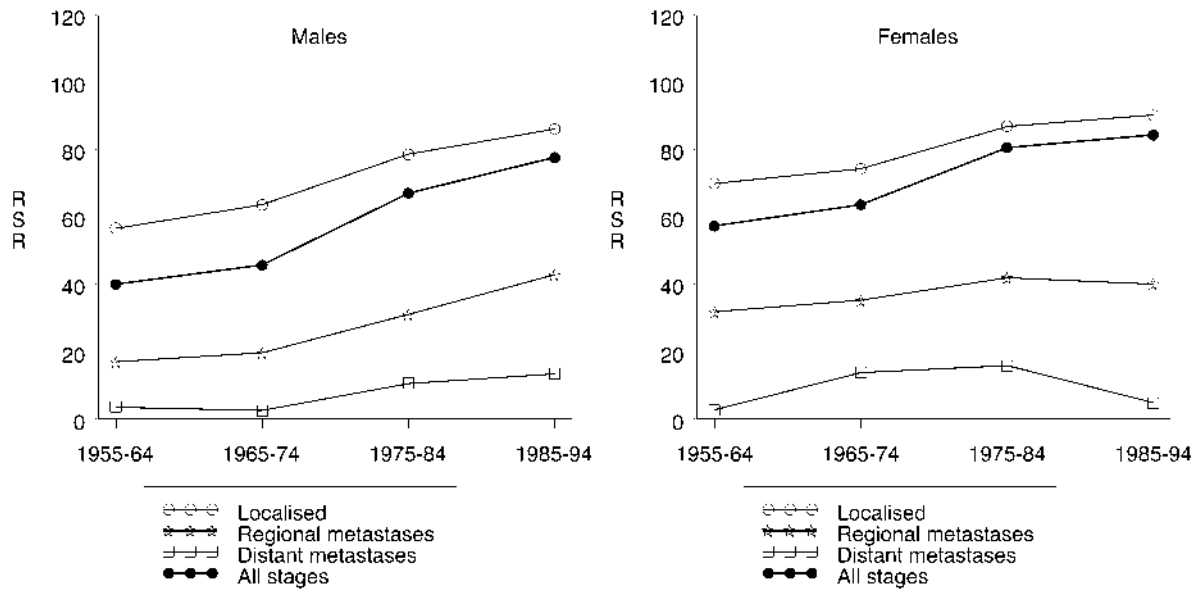 Males
120
100
80
60
40
20
0
R
S
R
1955-64 1965-74 1975-84 1985-94
Localised
Regional metastases
Distant metastases
All stages
Females
120
100
80
60
40
20
0
R
S
R
1955-64 1965-74 1975-84 1985-94
Localised
Regional metastases
Distant metastases
All stages